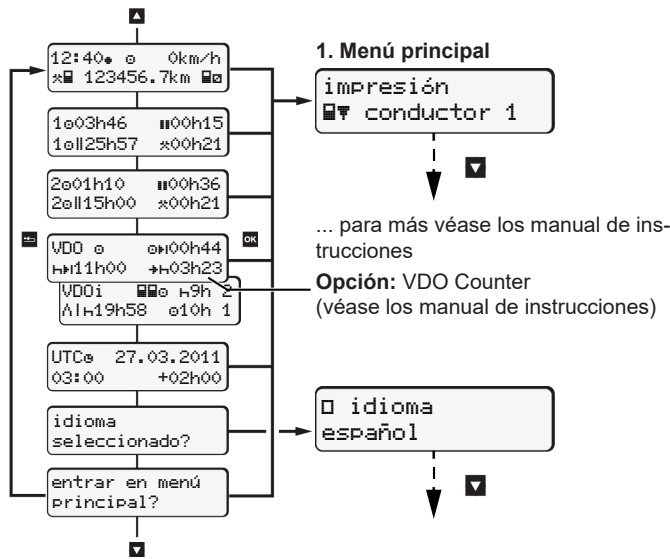 12:40● ⊙ 0km/h
123456.7km
1⊙03h46 00h15
1⊙25h57 00h21
2⊙01h10 00h36
2⊙15h00 00h21
VDO ⊙ 00h44
11h00 03h23
VDOi 9h 2
19h58 ⊙10h 1
UTC 27.03.2011
03:00 +02h00
idioma
seleccionado?
entrar en menú
principal?
OK
1. Menú principal
impresión
conductor 1
... para más véase los manual de ins-
trucciones
Opción: VDO Counter
(véase los manual de instrucciones)
idioma
español